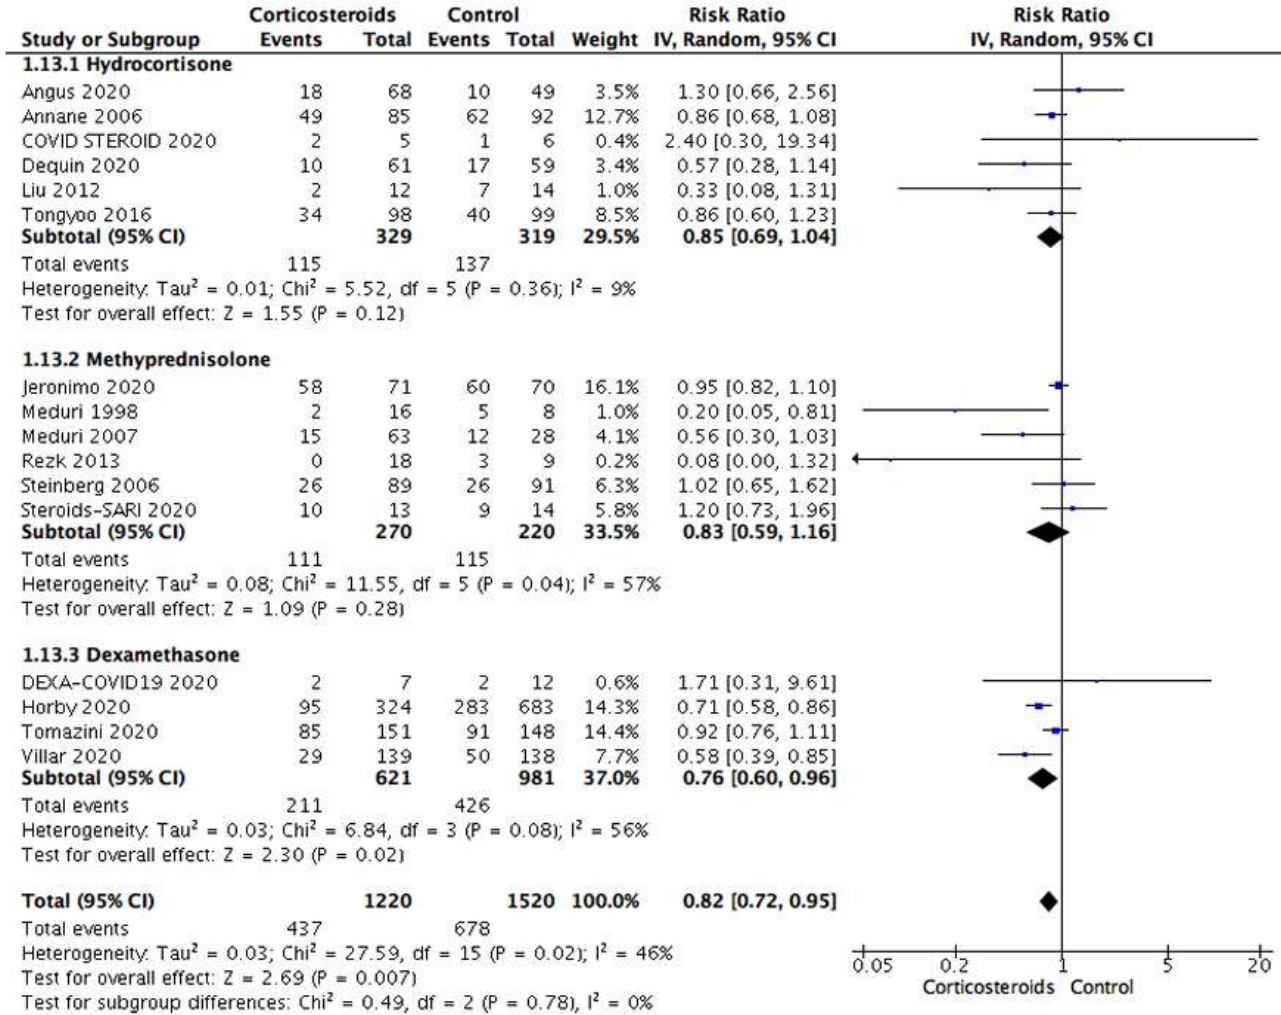 Corticosteroids Control Risk Ratio Risk Ratio
Study or Subgroup Events Total Events Total Weight IV, Random, 95% CI IV, Random, 95% CI
1.13.1 Hydrocortisone
Angus 2020 18 68 10 49 3.5% 1.30 [0.66, 2.56]
Annane 2006 49 85 62 92 12.7% 0.86 [0.68, 1.08]
COVID STEROID 2020 2 5 1 6 0.4% 2.40 [0.30, 19.34]
Dequin 2020 10 61 17 59 3.4% 0.57 [0.28, 1.14]
Liu 2012 2 12 7 14 1.0% 0.33 [0.08, 1.31]
Tongyoo 2016 34 98 40 99 8.5% 0.86 [0.60, 1.23]
Subtotal (95% CI) 329 319 29.5% 0.85 [0.69, 1.04]
Total events 115 137
Heterogeneity: Tau² = 0.01; Chi² = 5.52, df = 5 (P = 0.36); I² = 9%
Test for overall effect: Z = 1.55 (P = 0.12)
1.13.2 Methyprednisolone
Jeronimo 2020 58 71 60 70 16.1% 0.95 [0.82, 1.10]
Meduri 1998 2 16 5 8 1.0% 0.20 [0.05, 0.81]
Meduri 2007 15 63 12 28 4.1% 0.56 [0.30, 1.03]
Rezk 2013 0 18 3 9 0.2% 0.08 [0.00, 1.32]
Steinberg 2006 26 89 26 91 6.3% 1.02 [0.65, 1.62]
Steroids-SARI 2020 10 13 9 14 5.8% 1.20 [0.73, 1.96]
Subtotal (95% CI) 270 220 33.5% 0.83 [0.59, 1.16]
Total events 111 115
Heterogeneity: Tau² = 0.08; Chi² = 11.55, df = 5 (P = 0.04); I² = 57%
Test for overall effect: Z = 1.09 (P = 0.28)
1.13.3 Dexamethasone
DEXA-COVID19 2020 2 7 2 12 0.6% 1.71 [0.31, 9.61]
Horby 2020 95 324 283 683 14.3% 0.71 [0.58, 0.86]
Tomazini 2020 85 151 91 148 14.4% 0.92 [0.76, 1.11]
Villar 2020 29 139 50 138 7.7% 0.58 [0.39, 0.85]
Subtotal (95% CI) 621 981 37.0% 0.76 [0.60, 0.96]
Total events 211 426
Heterogeneity: Tau² = 0.03; Chi² = 6.84, df = 3 (P = 0.08); I² = 56%
Test for overall effect: Z = 2.30 (P = 0.02)
Total (95% CI) 1220 1520 100.0% 0.82 [0.72, 0.95]
Total events 437 678
Heterogeneity: Tau² = 0.03; Chi² = 27.59, df = 15 (P = 0.02); I² = 46%
Test for overall effect: Z = 2.69 (P = 0.007)
Test for subgroup differences: Chi² = 0.49, df = 2 (P = 0.78), I² = 0%
0.05 0.2 1 5 20
Corticosteroids Control